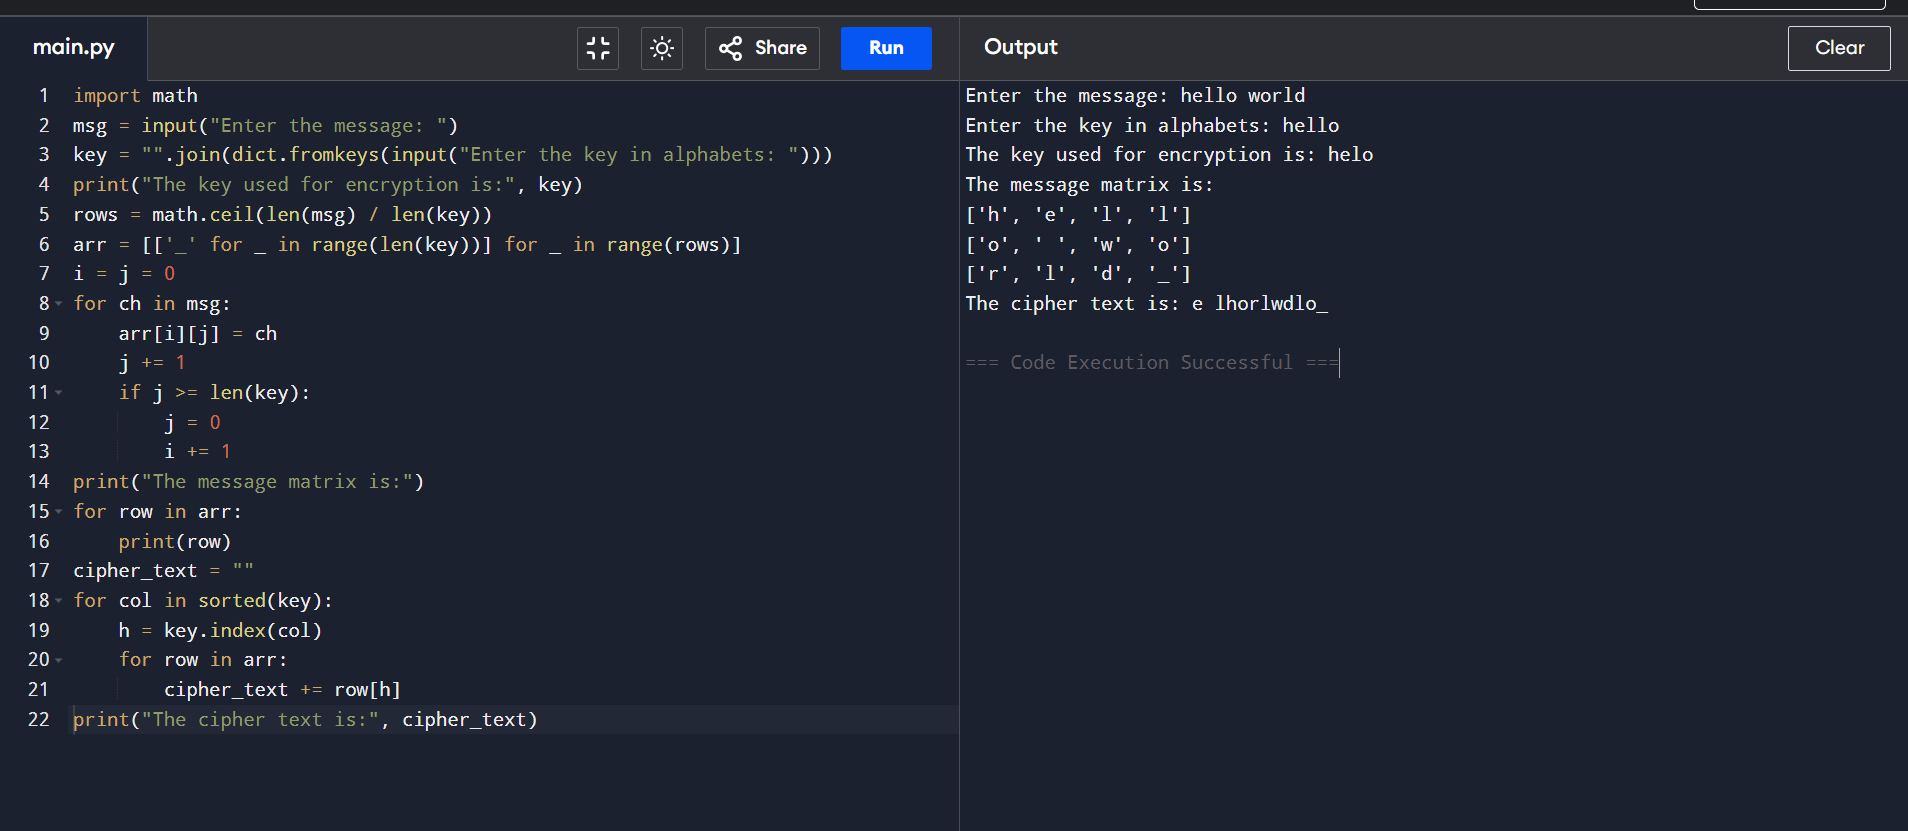 main.py
Share
Run
1 import math
2 msg = input("Enter the message: ")
3 key = "".join(dict.fromkeys(input("Enter the key in alphabets: ")))
4 print("The key used for encryption is:", key)
5 rows = math.ceil(len(msg) / len(key))
6 arr = [['_' for _ in range(len(key))] for _ in range(rows)]
7 i = j = 0
8 for ch in msg:
9     arr[i][j] = ch
10     j += 1
11     if j >= len(key):
12         j = 0
13         i += 1
14 print("The message matrix is:")
15 for row in arr:
16     print(row)
17 cipher_text = ""
18 for col in sorted(key):
19     h = key.index(col)
20     for row in arr:
21         cipher_text += row[h]
22 print("The cipher text is:", cipher_text)
Output
Clear
Enter the message: hello world
Enter the key in alphabets: hello
The key used for encryption is: helo
The message matrix is:
['h', 'e', 'l', 'l']
['o', ' ', 'w', 'o']
['r', 'l', 'd', '_']
The cipher text is: e lhorlwdlo_
=== Code Execution Successful ===